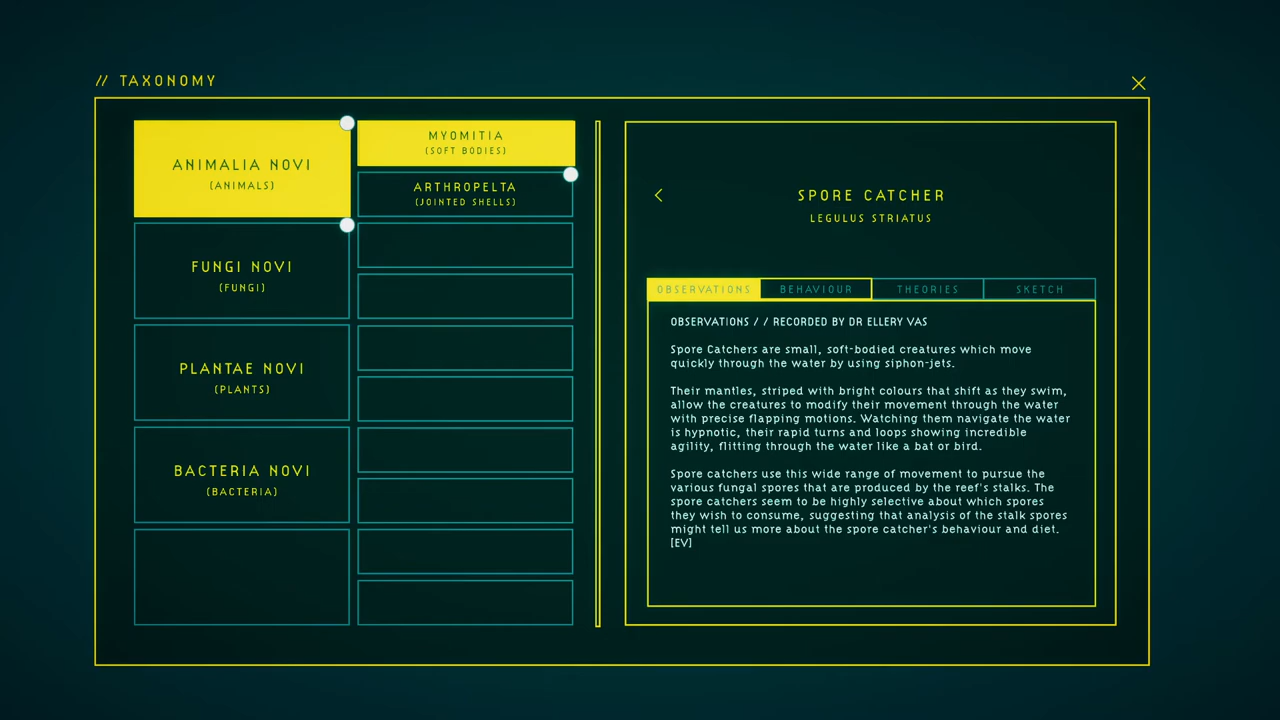 // TAXONOMY
ANIMALIA NOVI
(ANIMALS)
FUNGI NOVI
(FUNGI)
PLANTAE NOVI
(PLANTS)
BACTERIA NOVI
(BACTERIA)
MYOMITIA
(SOFT BODIES)
ARTHROPELTA
(JOINTED SHELLS)
SPORE CATCHER
LEGULUS STRIATUS
OBSERVATIONS
BEHAVIOUR
THEORIES
SKETCH
OBSERVATIONS / / RECORDED BY DR ELLERY VAS
Spore Catchers are small, soft-bodied creatures which move
quickly through the water by using siphon-jets.
Their mantles, striped with bright colours that shift as they swim,
allow the creatures to modify their movement through the water
with precise flapping motions. Watching them navigate the water
is hypnotic, their rapid turns and loops showing incredible
agility, flitting through the water like a bat or bird.
Spore catchers use this wide range of movement to pursue the
various fungal spores that are produced by the reef's stalks. The
spore catchers seem to be highly selective about which spores
they wish to consume, suggesting that analysis of the stalk spores
might tell us more about the spore catcher's behaviour and diet.
[EV]